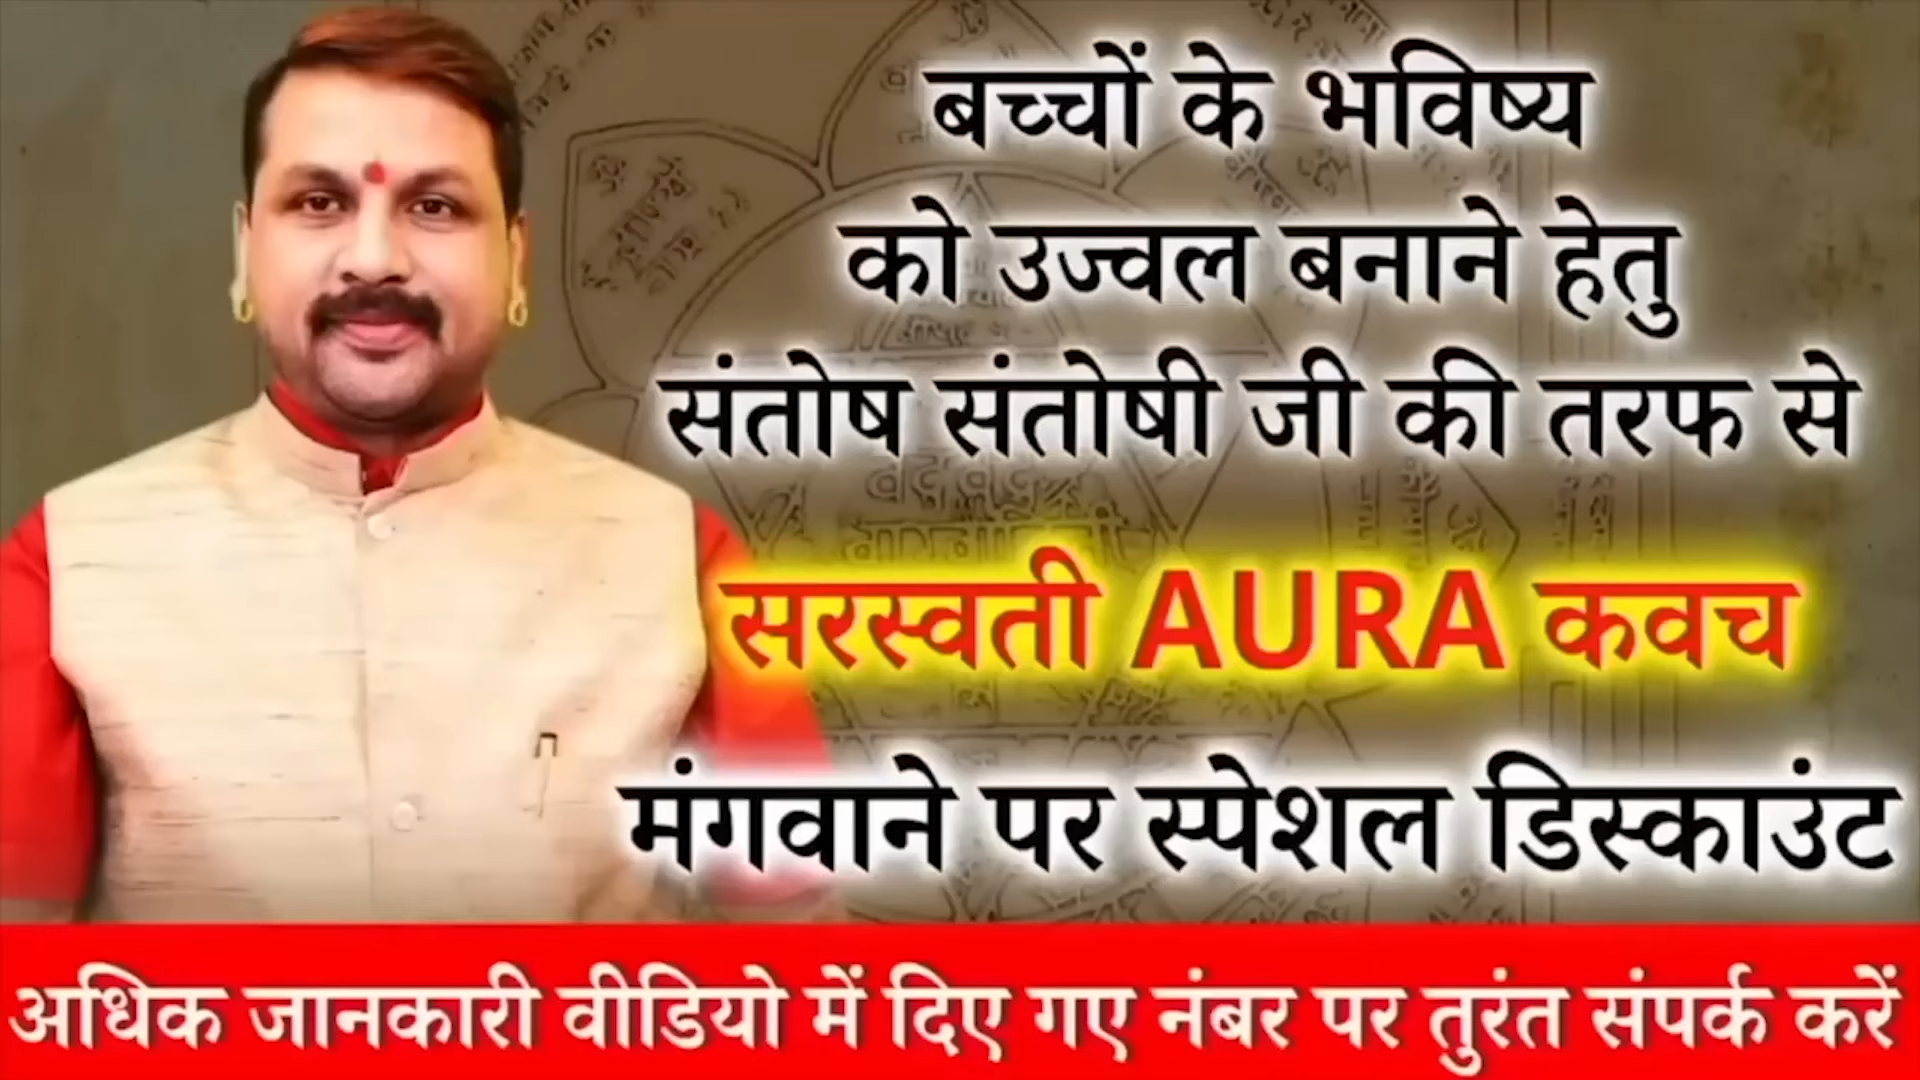 बच्चों के भविष्य
को उज्वल बनाने हेतु
संतोष संतोषी जी की तरफ से
सरस्वती AURA कवच
मंगवाने पर स्पेशल डिस्काउंट
अधिक जानकारी वीडियो में दिए गए नंबर पर तुरंत संपर्क करें